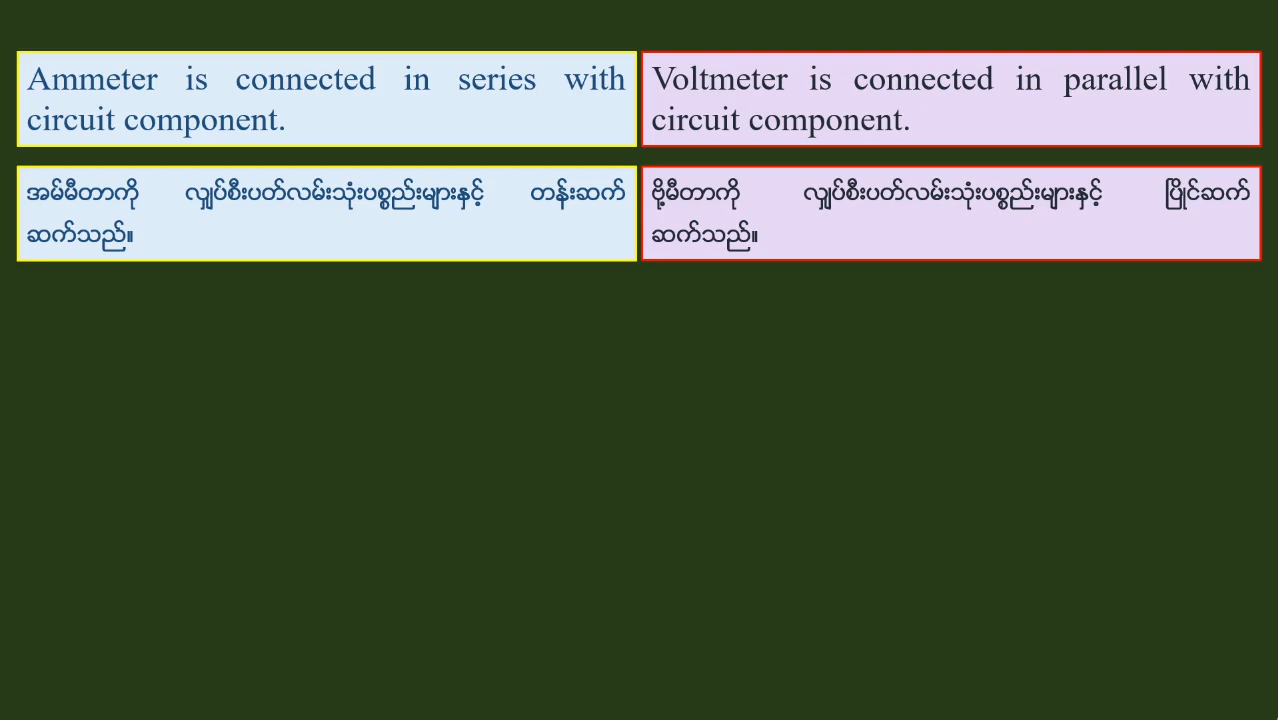 Ammeter is connected in series with
circuit component.
Voltmeter is connected in parallel with
circuit component.
အမ်မီတာကို လျှပ်စီးပတ်လမ်းသုံးပစ္စည်းများနှင့် တန်းဆက်
ဆက်သည်။
ဗို့မီတာကို လျှပ်စီးပတ်လမ်းသုံးပစ္စည်းများနှင့် ပြိုင်ဆက်
ဆက်သည်။